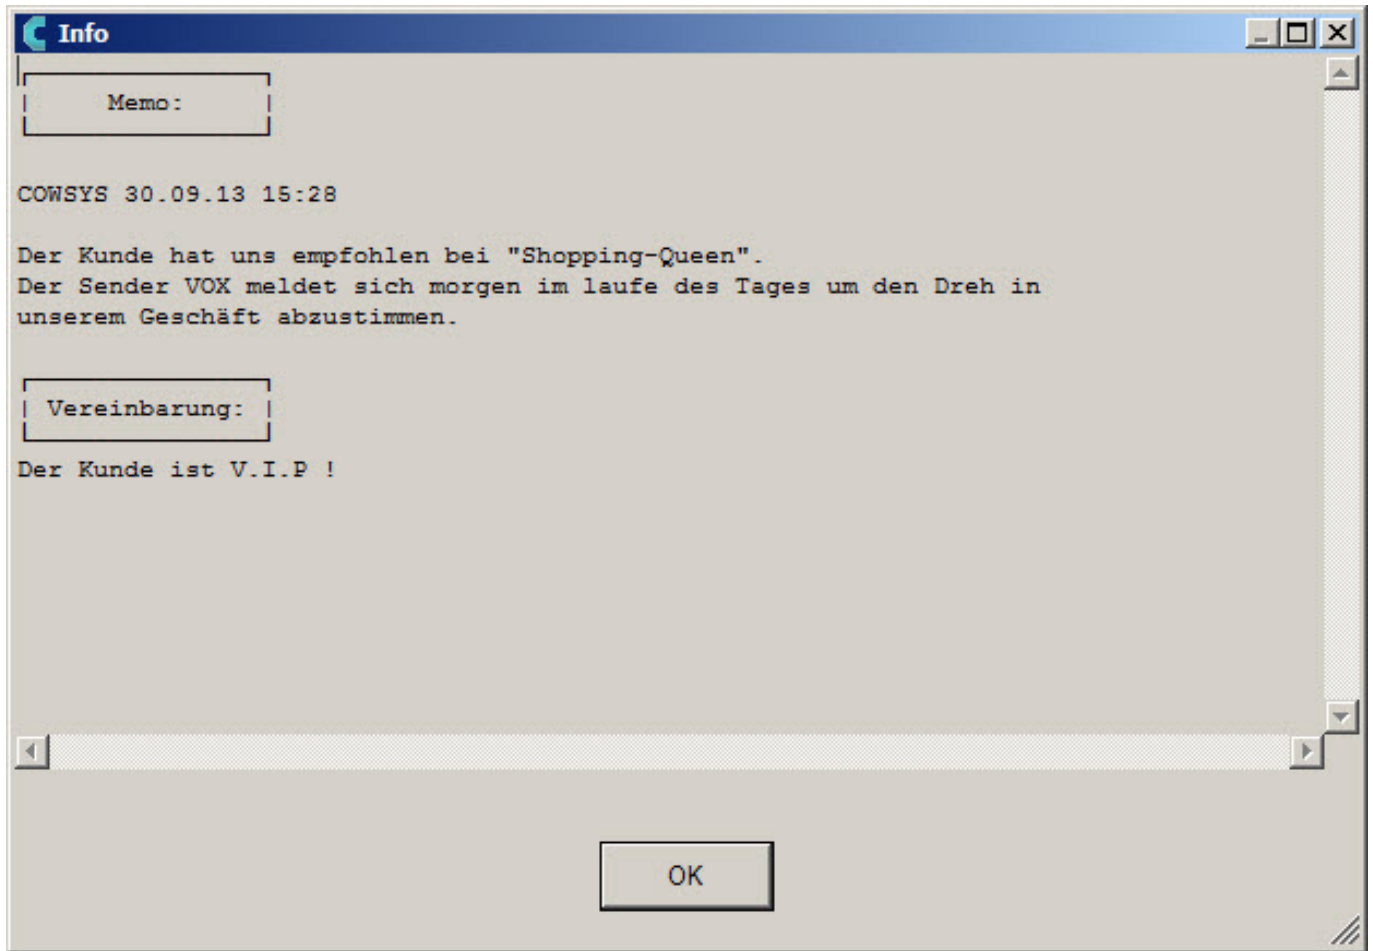 Info
Memo:
COWSYS 30.09.13 15:28
Der Kunde hat uns empfohlen bei "Shopping-Queen".
Der Sender VOX meldet sich morgen im laufe des Tages um den Dreh in
unserem Geschäft abzustimmen.
Vereinbarung:
Der Kunde ist V.I.P !
OK